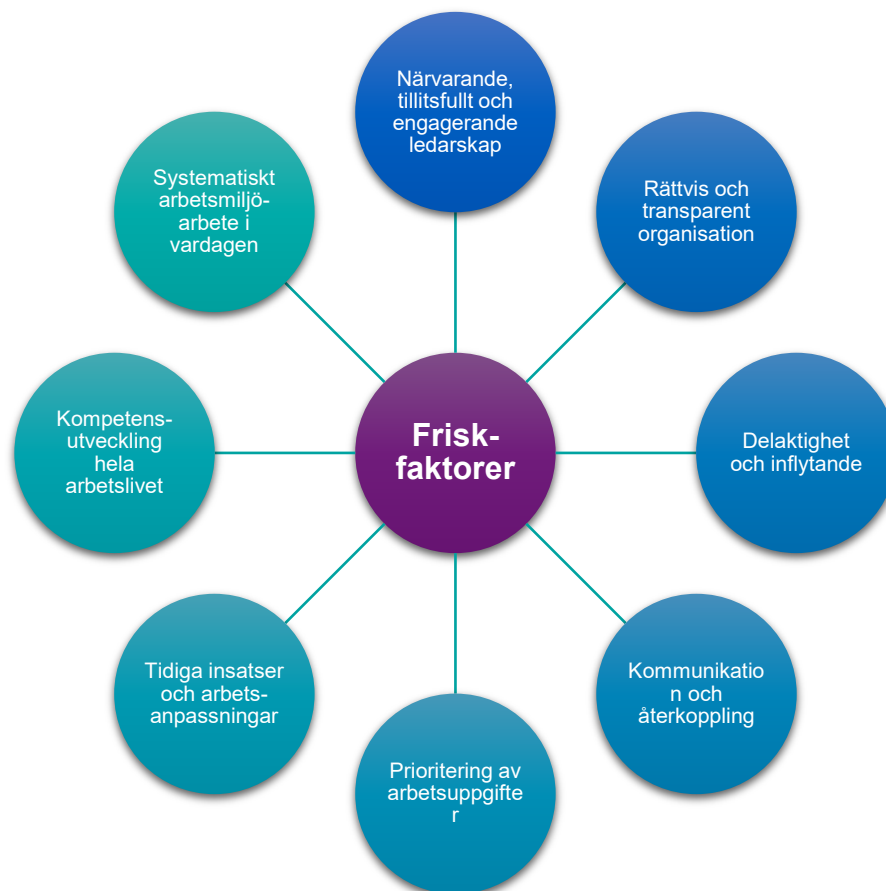 Närvarande,
tillitsfullt och
engagerande
ledarskap
Rättvis och
transparent
organisation
Delaktighet
och inflytande
Kommunikatio
n och
återkoppling
Prioritering av
arbetsuppgifte
r
Tidiga insatser
och arbets-
anpassningar
Kompetens-
utveckling
hela
arbetslivet
Systematiskt
arbetsmiljö-
arbete i
vardagen
Frisk-
faktorer